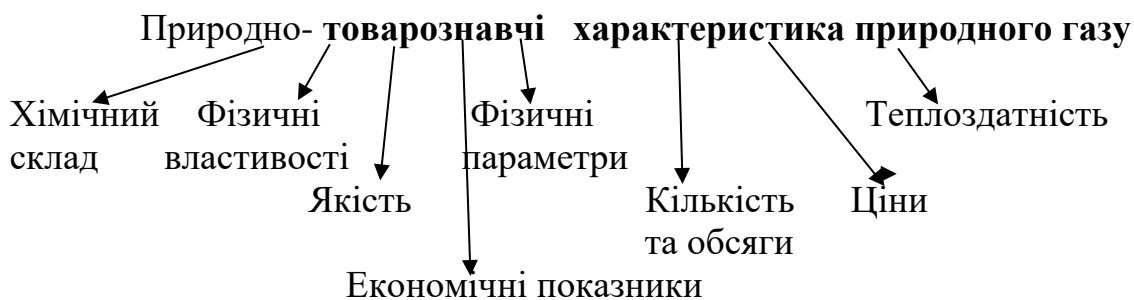 Природно- товарознавчі характеристика природного газу
Хімічний Фізичні Фізичні Теплоздатність
склад властивості параметри
Якість Кількість Ціни
та обсяги
Економічні показники